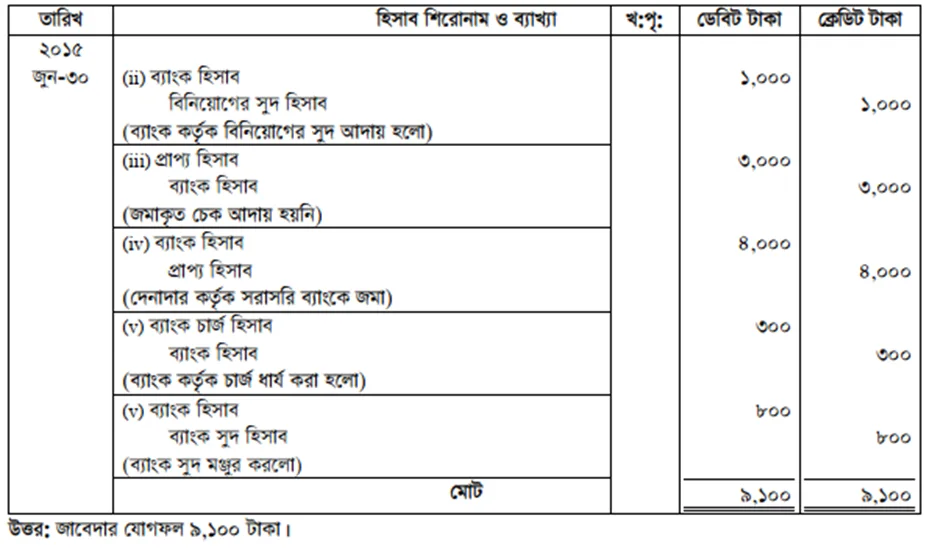 তারিখ হিসাব শিরোনাম ও ব্যাখ্যা খ:পৃ: ডেবিট টাকা ক্রেডিট টাকা
২০১৫
জুন-৩০ (ii) ব্যাংক হিসাব ১,০০০
বিনিয়োগের সুদ হিসাব ১,০০০
(ব্যাংক কর্তৃক বিনিয়োগের সুদ আদায় হলো)
(iii) প্রাপ্য হিসাব ৩,০০০
ব্যাংক হিসাব ৩,০০০
(জমাকৃত চেক আদায় হয়নি)
(iv) ব্যাংক হিসাব ৪,০০০
প্রাপ্য হিসাব ৪,০০০
(দেনাদার কর্তৃক সরাসরি ব্যাংকে জমা)
(v) ব্যাংক চার্জ হিসাব ৩০০
ব্যাংক হিসাব ৩০০
(ব্যাংক কর্তৃক চার্জ ধার্য করা হলো)
(v) ব্যাংক হিসাব ৮০০
ব্যাংক সুদ হিসাব ৮০০
(ব্যাংক সুদ মঞ্জুর করলো)
মোট ৯,১০০ ৯,১০০
উত্তর: জাবেদার যোগফল ৯,১০০ টাকা।